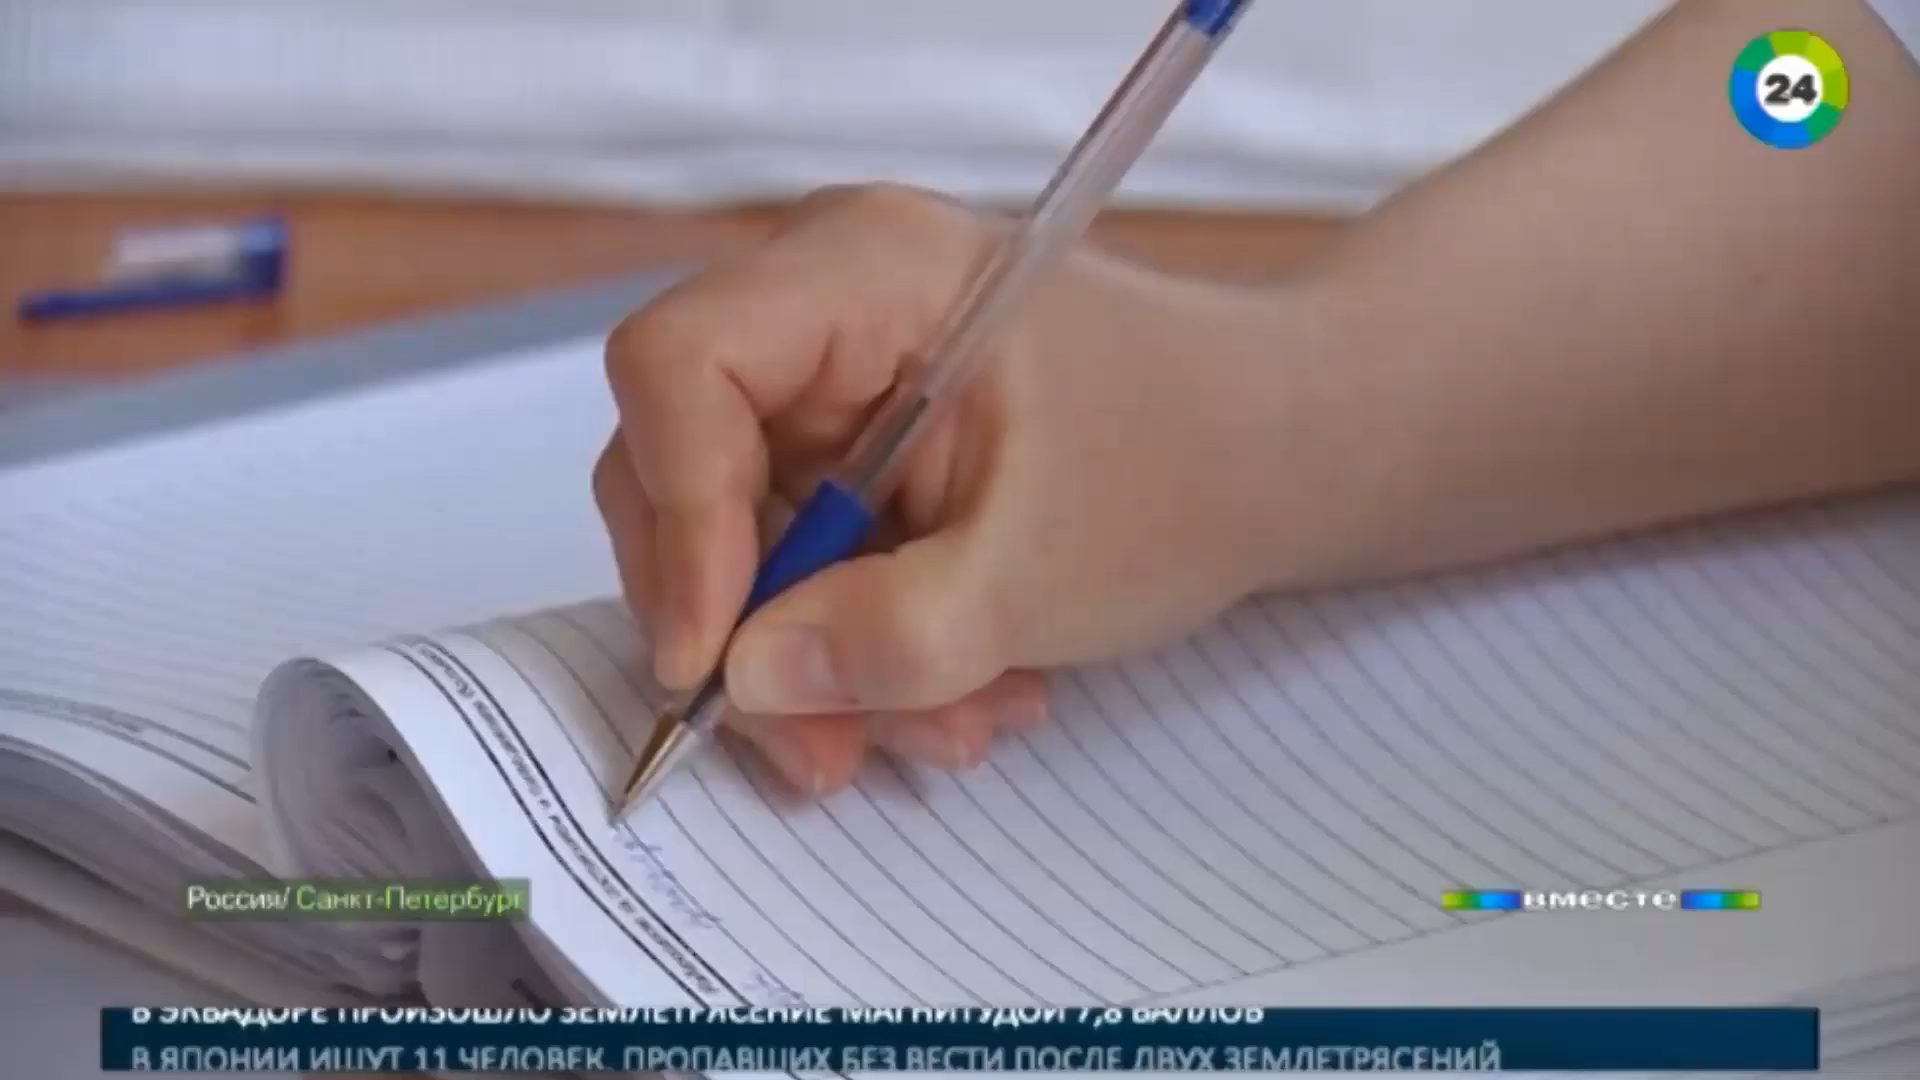 24
Россия/ Санкт-Петербург
вместе
В ЭКВАДОРЕ ПРОИЗОШЛО ЗЕМЛЕТРЯСЕНИЕ МАГНИТУДОЙ 7,8 БАЛЛОВ
В ЯПОНИИ ИЩУТ 11 ЧЕЛОВЕК, ПРОПАВШИХ БЕЗ ВЕСТИ ПОСЛЕ ДВУХ ЗЕМЛЕТРЯСЕНИЙ